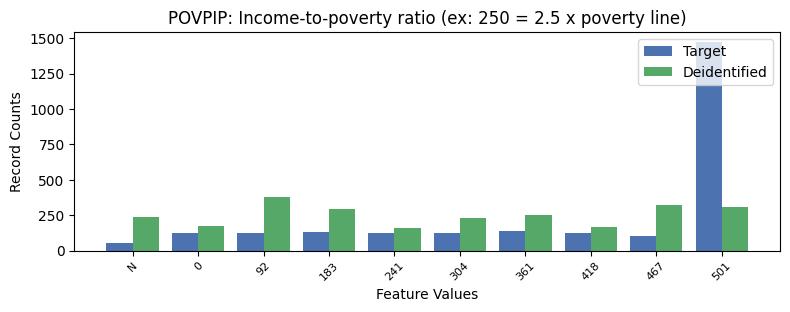 POVPIP: Income-to-poverty ratio (ex: 250 = 2.5 x poverty line)
Target
Deidentified
Record Counts
1500
1250
1000
750
500
250
0
N 0 92 183 241 304 361 418 467 501
Feature Values